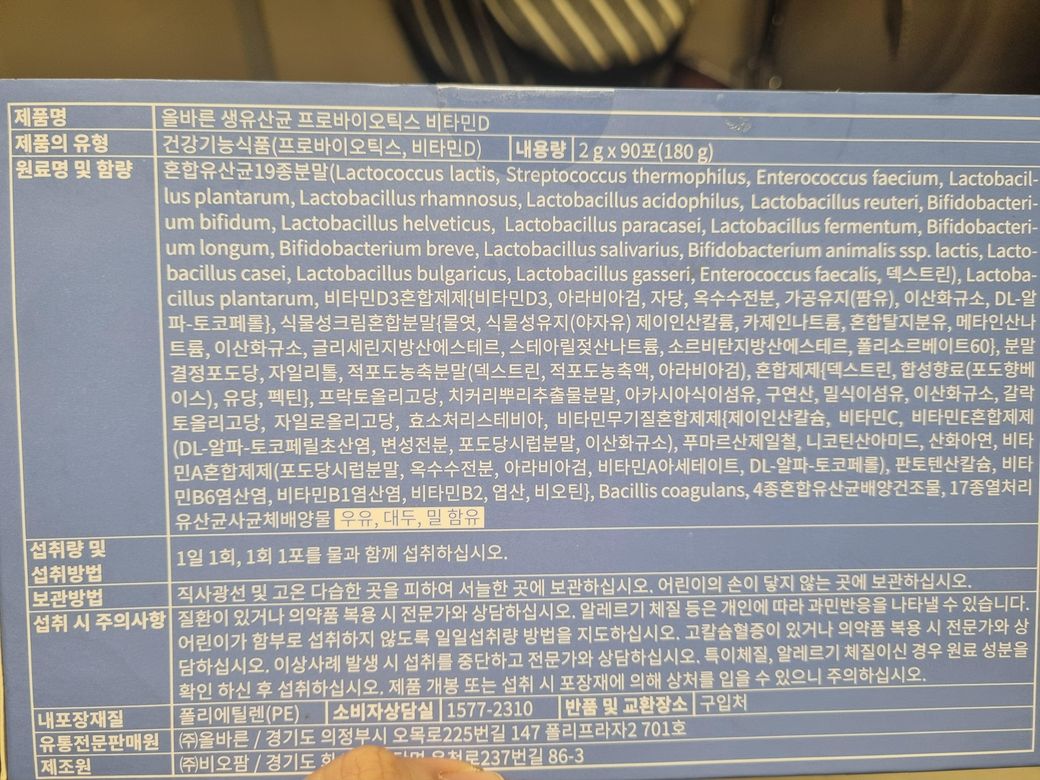 제품명 올바른 생유산균 프로바이오틱스 비타민D
제품의 유형 건강기능식품(프로바이오틱스, 비타민D) 내용량 2 g x 90포(180 g)
원료명 및 함량 혼합유산균19종분말(Lactococcus lactis, Streptococcus thermophilus, Enterococcus faecium, Lactobacil-
lus plantarum, Lactobacillus rhamnosus, Lactobacillus acidophilus, Lactobacillus reuteri, Bifidobacteri-
um bifidum, Lactobacillus helveticus, Lactobacillus paracasei, Lactobacillus fermentum, Bifidobacteri-
um longum, Bifidobacterium breve, Lactobacillus salivarius, Bifidobacterium animalis ssp. lactis, Lacto-
bacillus casei, Lactobacillus bulgaricus, Lactobacillus gasseri, Enterococcus faecalis, 덱스트린), Lactoba-
cillus plantarum, 비타민D3혼합제제{비타민D3, 아라비아검, 자당, 옥수수전분, 가공유지(팜유), 이산화규소, DL-알
파-토코페롤}, 식물성크림혼합분말{물엿, 식물성유지(야자유) 제이인산칼륨, 카제인나트륨, 혼합탈지분유, 메타인산나
트륨, 이산화규소, 글리세린지방산에스테르, 스테아릴젖산나트륨, 소르비탄지방산에스테르, 폴리소르베이트60}, 분말
결정포도당, 자일리톨, 적포도농축분말(덱스트린, 적포도농축액, 아라비아검), 혼합제제{덱스트린, 합성향료(포도향베
이스), 유당, 펙틴}, 프락토올리고당, 치커리뿌리추출물분말, 아카시아식이섬유, 구연산, 밀식이섬유, 이산화규소, 갈락
토올리고당, 자일로올리고당, 효소처리스테비아, 비타민무기질혼합제제{제이인산칼슘, 비타민C, 비타민E혼합제제
(DL-알파-토코페릴초산염, 변성전분, 포도당시럽분말, 이산화규소), 푸마르산제일철, 니코틴산아미드, 산화아연, 비타
민A혼합제제(포도당시럽분말, 옥수수전분, 아라비아검, 비타민A아세테이트, DL-알파-토코페롤), 판토텐산칼슘, 비타
민B6염산염, 비타민B1염산염, 비타민B2, 엽산, 비오틴}, Bacillis coagulans, 4종혼합유산균배양건조물, 17종열처리
유산균사균체배양물 우유, 대두, 밀 함유
섭취량 및
섭취방법 1일 1회, 1회 1포를 물과 함께 섭취하십시오.
보관방법 직사광선 및 고온 다습한 곳을 피하여 서늘한 곳에 보관하십시오. 어린이의 손이 닿지 않는 곳에 보관하십시오.
섭취 시 주의사항 질환이 있거나 의약품 복용 시 전문가와 상담하십시오. 알레르기 체질 등은 개인에 따라 과민반응을 나타낼 수 있습니다.
어린이가 함부로 섭취하지 않도록 일일섭취량 방법을 지도하십시오. 고칼슘혈증이 있거나 의약품 복용 시 전문가와 상
담하십시오. 이상사례 발생 시 섭취를 중단하고 전문가와 상담하십시오. 특이체질, 알레르기 체질이신 경우 원료 성분을
확인 하신 후 섭취하십시오. 제품 개봉 또는 섭취 시 포장재에 의해 상처를 입을 수 있으니 주의하십시오.
내포장재질 폴리에틸렌(PE) 소비자상담실 1577-2310 반품 및 교환장소 구입처
유통전문판매원 ㈜올바른 / 경기도 의정부시 오목로225번길 147 폴리프라자2 701호
제조원 ㈜비오팜 / 경기도 237번길 86-3